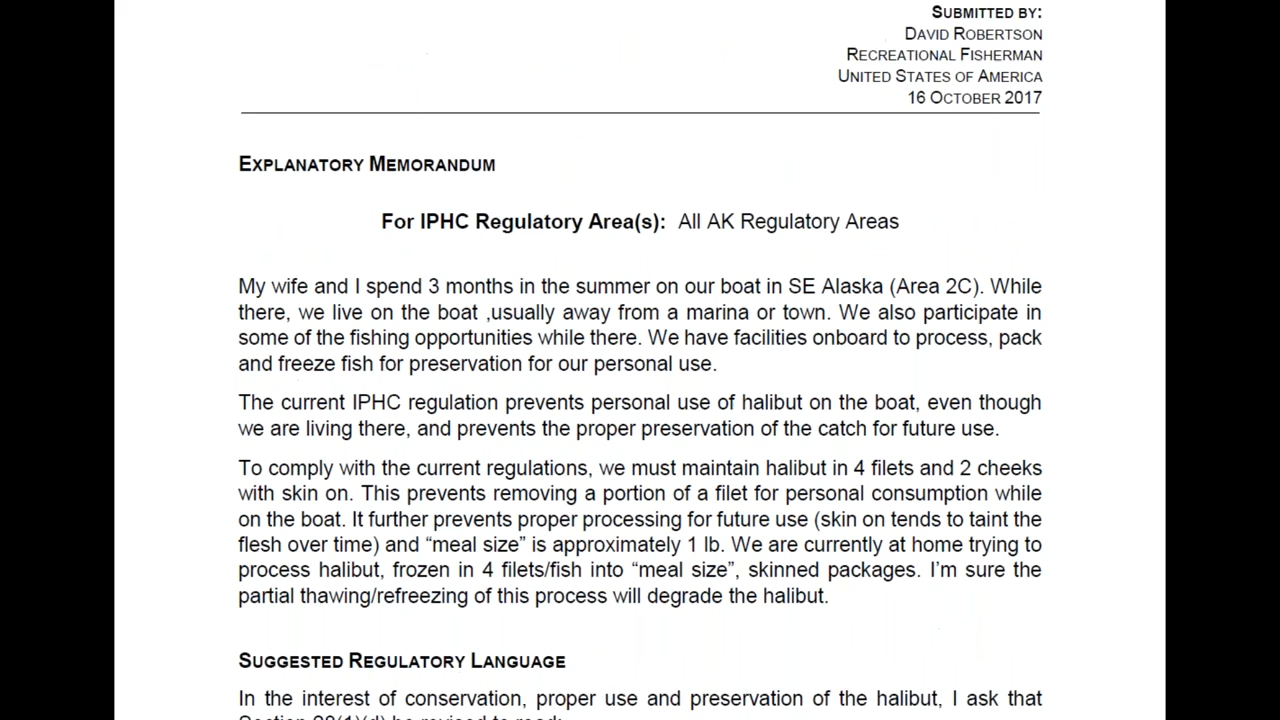 SUBMITTED BY:
DAVID ROBERTSON
RECREATIONAL FISHERMAN
UNITED STATES OF AMERICA
16 OCTOBER 2017
EXPLANATORY MEMORANDUM
For IPHC Regulatory Area(s): All AK Regulatory Areas
My wife and I spend 3 months in the summer on our boat in SE Alaska (Area 2C). While
there, we live on the boat ,usually away from a marina or town. We also participate in
some of the fishing opportunities while there. We have facilities onboard to process, pack
and freeze fish for preservation for our personal use.
The current IPHC regulation prevents personal use of halibut on the boat, even though
we are living there, and prevents the proper preservation of the catch for future use.
To comply with the current regulations, we must maintain halibut in 4 filets and 2 cheeks
with skin on. This prevents removing a portion of a filet for personal consumption while
on the boat. It further prevents proper processing for future use (skin on tends to taint the
flesh over time) and “meal size” is approximately 1 lb. We are currently at home trying to
process halibut, frozen in 4 filets/fish into “meal size”, skinned packages. I’m sure the
partial thawing/refreezing of this process will degrade the halibut.
SUGGESTED REGULATORY LANGUAGE
In the interest of conservation, proper use and preservation of the halibut, I ask that
be revised to read: